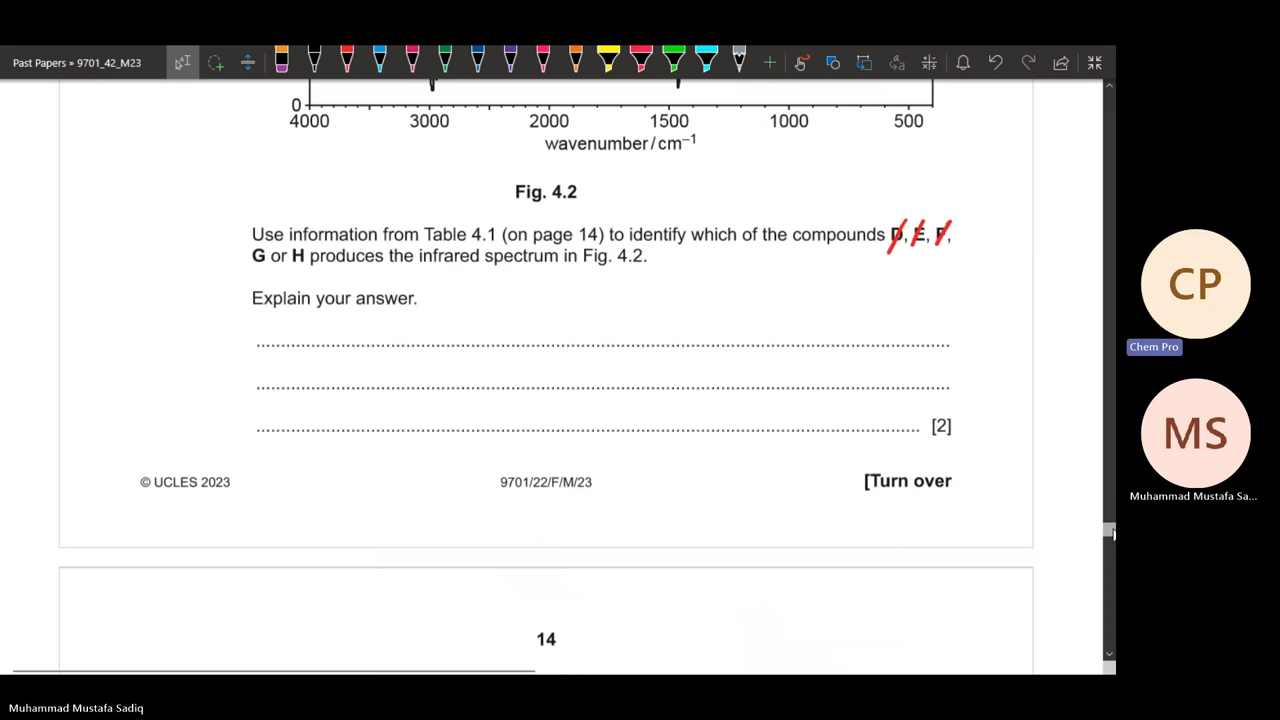 Past Papers » 9701_42_M23
0
4000 3000 2000 1500 1000 500
wavenumber / cm⁻¹
Fig. 4.2
Use information from Table 4.1 (on page 14) to identify which of the compounds D, E, F,
G or H produces the infrared spectrum in Fig. 4.2.
Explain your answer.
[2]
© UCLES 2023 9701/22/F/M/23 [Turn over
14
CP
Chem Pro
MS
Muhammad Mustafa Sa...
Muhammad Mustafa Sadiq